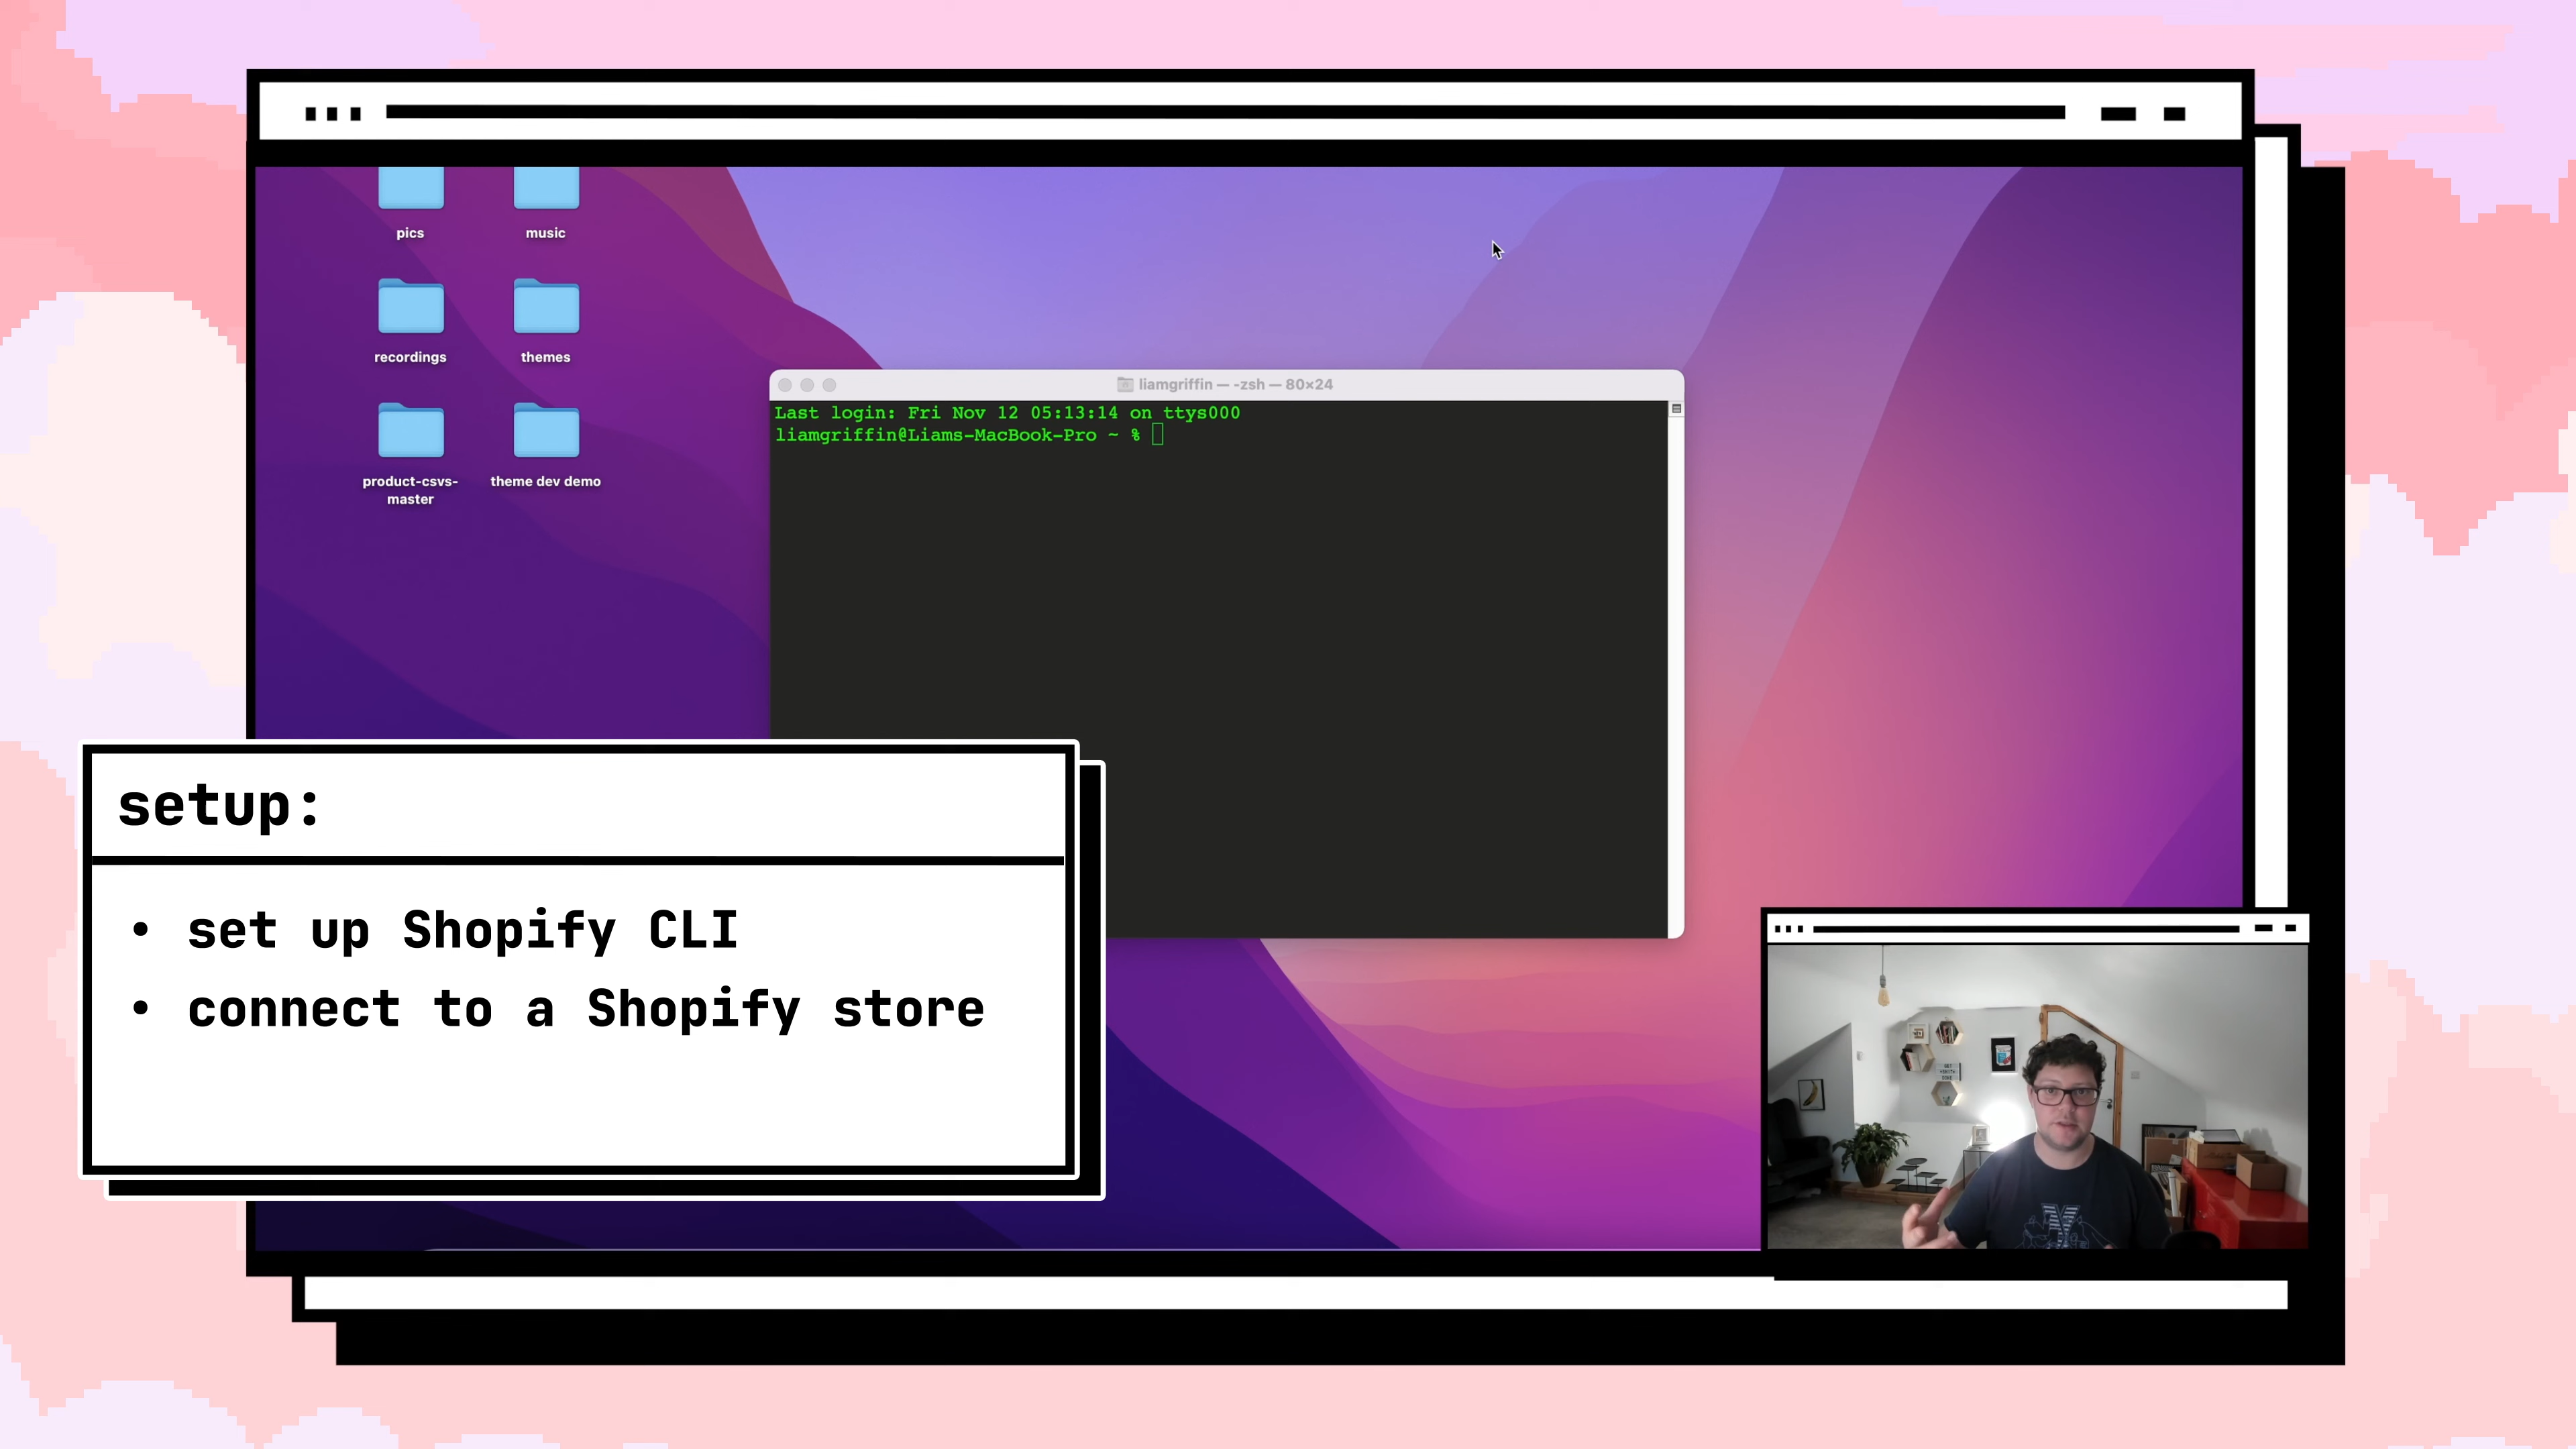 pics
music
recordings
themes
product-csvs-
master
theme dev demo
liamgriffin — -zsh — 80×24
Last login: Fri Nov 12 05:13:14 on ttys000
liamgriffin@Liams-MacBook-Pro ~ %
setup:
• set up Shopify CLI
• connect to a Shopify store